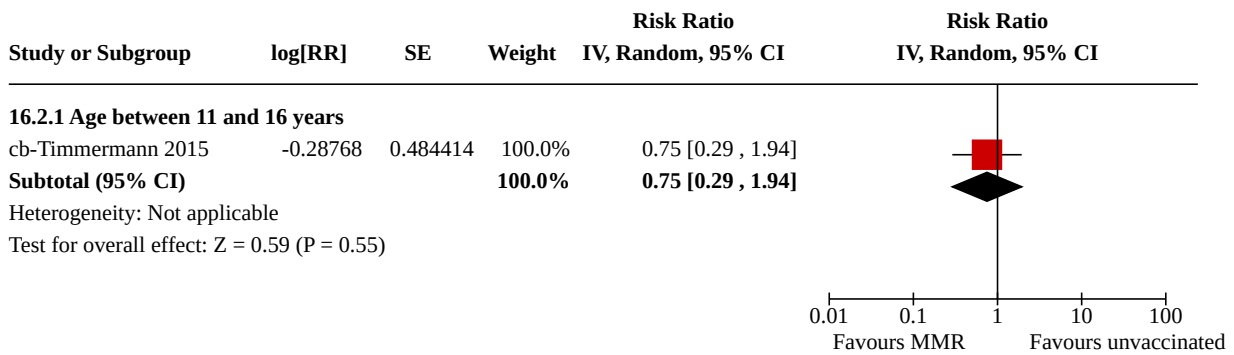 Risk Ratio Risk Ratio
Study or Subgroup log[RR] SE Weight IV, Random, 95% CI IV, Random, 95% CI
16.2.1 Age between 11 and 16 years
cb-Timmermann 2015 -0.28768 0.484414 100.0% 0.75 [0.29 , 1.94]
Subtotal (95% CI) 100.0% 0.75 [0.29 , 1.94]
Heterogeneity: Not applicable
Test for overall effect: Z = 0.59 (P = 0.55)
0.01 0.1 1 10 100
Favours MMR Favours unvaccinated